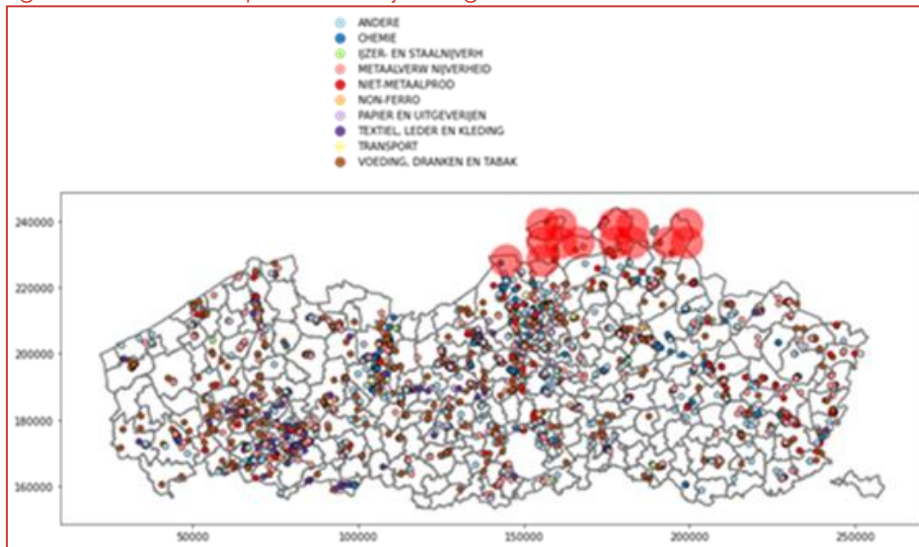 ANDERE
CHEMIE
IJZER- EN STAALNIJVERH
METAALVERW NIJVERHEID
NIET-METAALPROD
NON-FERRO
PAPIER EN UITGEVERIJEN
TEXTIEL, LEDER EN KLEDING
TRANSPORT
VOEDING, DRANKEN EN TABAK
240000
220000
200000
180000
160000
50000 100000 150000 200000 250000